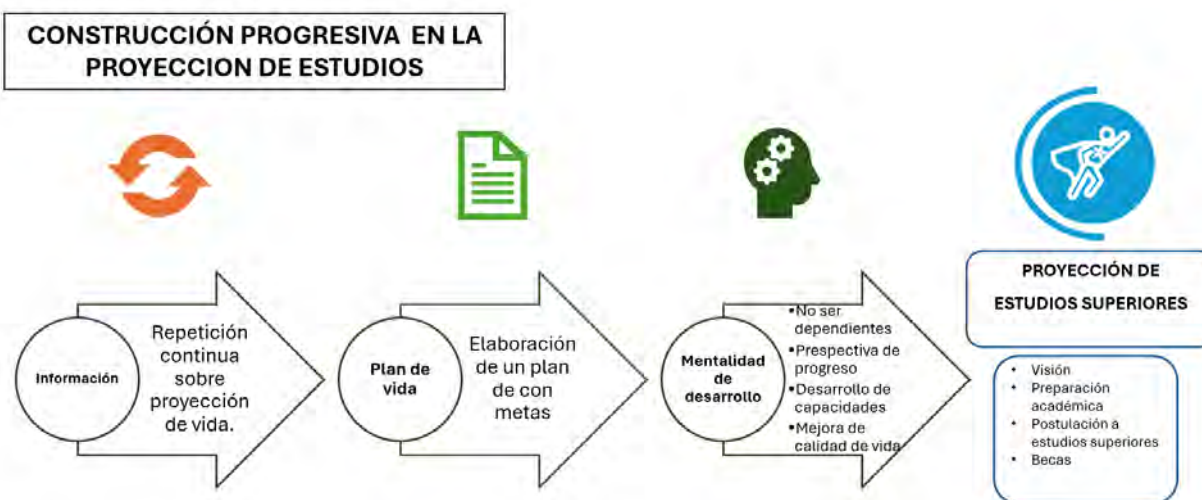 CONSTRUCCIÓN PROGRESIVA EN LA
PROYECCION DE ESTUDIOS
Información
Repetición
continua
sobre
proyección
de vida.
Plan de
vida
Elaboración
de un plan
de con
metas
Mentalidad
de
desarrollo
•No ser
dependientes
•Prespectiva de
progreso
•Desarrollo de
capacidades
•Mejora de
calidad de vida
PROYECCIÓN DE
ESTUDIOS SUPERIORES
• Visión
• Preparación
académica
• Postulación a
estudios superiores
• Becas